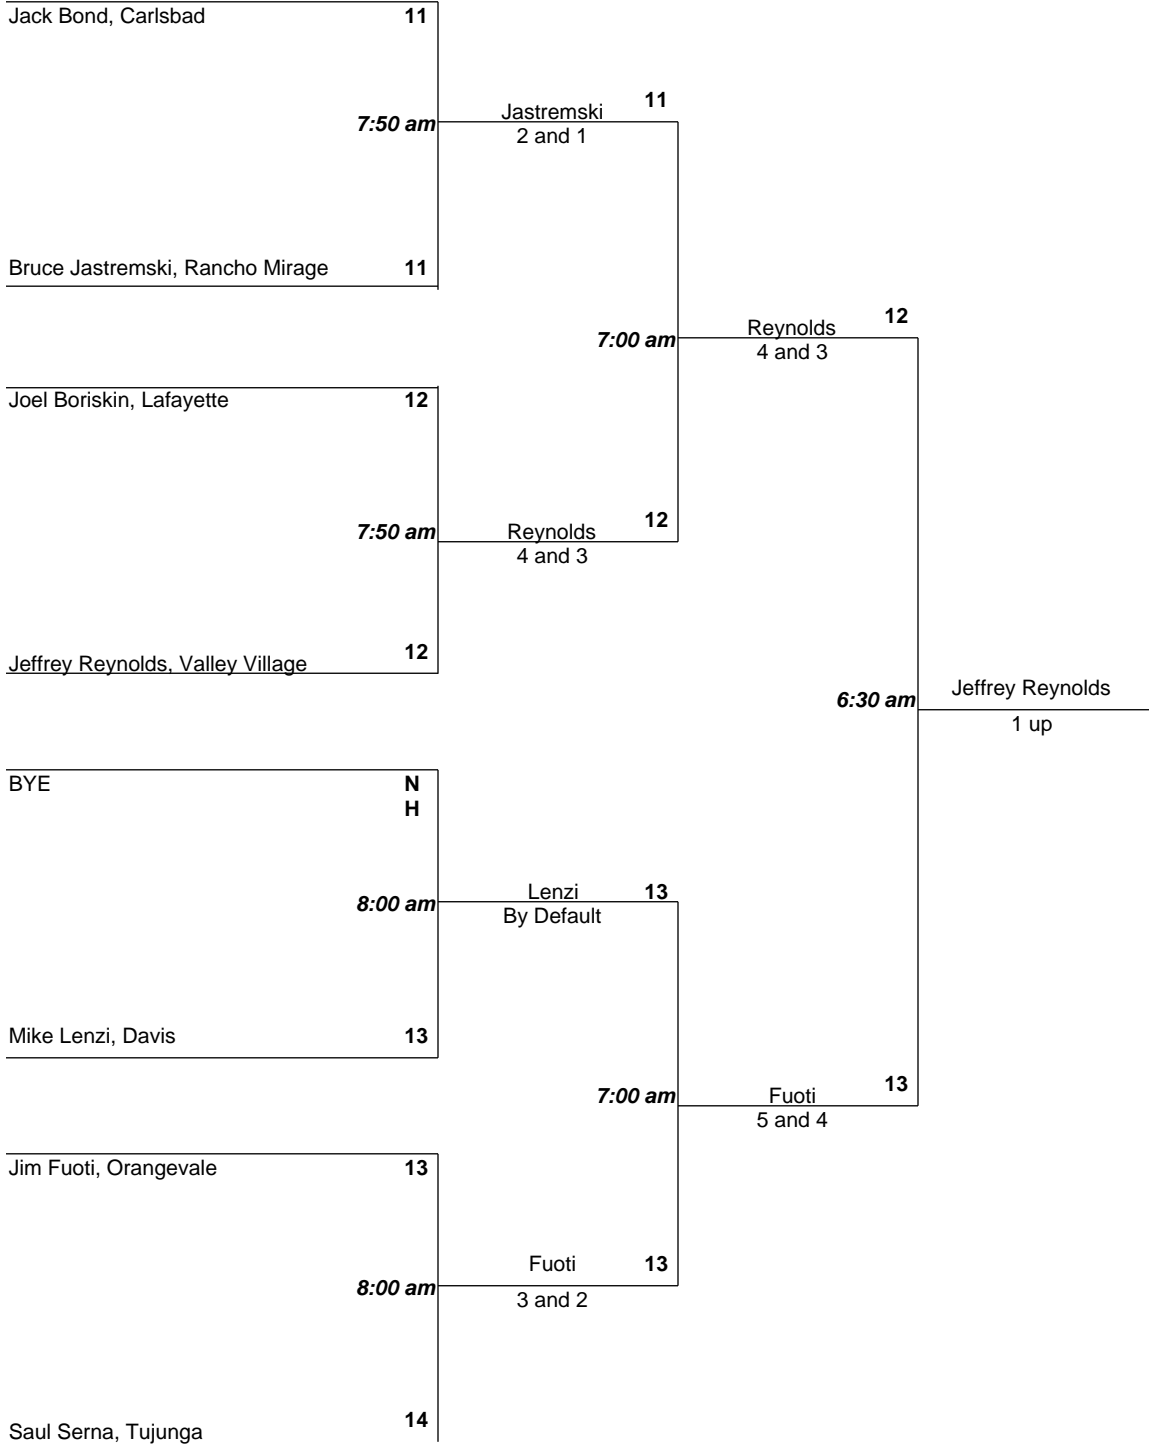 Jack Bond, Carlsbad 11
Jastremski 11
7:50 am
2 and 1
Bruce Jastremski, Rancho Mirage 11
Reynolds 12
7:00 am
4 and 3
Joel Boriskin, Lafayette 12
Reynolds 12
7:50 am
4 and 3
Jeffrey Reynolds, Valley Village 12
Jeffrey Reynolds
6:30 am
1 up
BYE N
H
Lenzi 13
8:00 am
By Default
Mike Lenzi, Davis 13
Fuoti 13
7:00 am
5 and 4
Jim Fuoti, Orangevale 13
Fuoti 13
8:00 am
3 and 2
Saul Serna, Tujunga 14